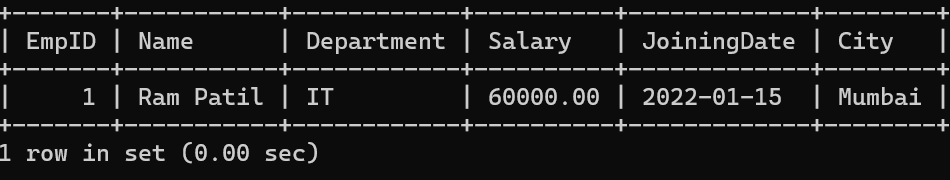 +-------+-----------+------------+----------+-------------+--------+
| EmpID | Name      | Department | Salary   | JoiningDate | City   |
+-------+-----------+------------+----------+-------------+--------+
|     1 | Ram Patil | IT         | 60000.00 | 2022-01-15  | Mumbai |
+-------+-----------+------------+----------+-------------+--------+
1 row in set (0.00 sec)